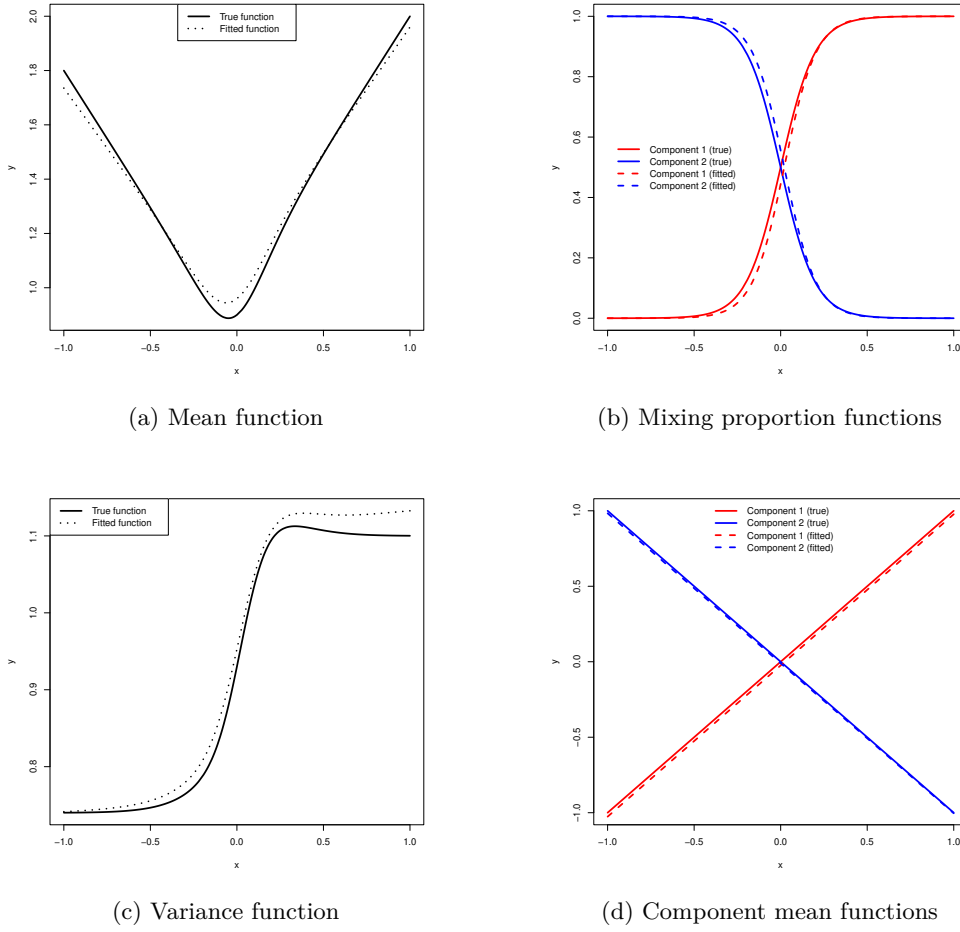 True function
Fitted function
2.0
1.8
1.6
1.4
1.2
1.0
y
−1.0 −0.5 0.0 0.5 1.0
x
(a) Mean function
Component 1 (true)
Component 2 (true)
Component 1 (fitted)
Component 2 (fitted)
1.0
0.8
0.6
0.4
0.2
0.0
y
−1.0 −0.5 0.0 0.5 1.0
x
(b) Mixing proportion functions
True function
Fitted function
1.1
1.0
0.9
0.8
y
−1.0 −0.5 0.0 0.5 1.0
x
(c) Variance function
Component 1 (true)
Component 2 (true)
Component 1 (fitted)
Component 2 (fitted)
1.0
0.5
0.0
−0.5
−1.0
y
−1.0 −0.5 0.0 0.5 1.0
x
(d) Component mean functions